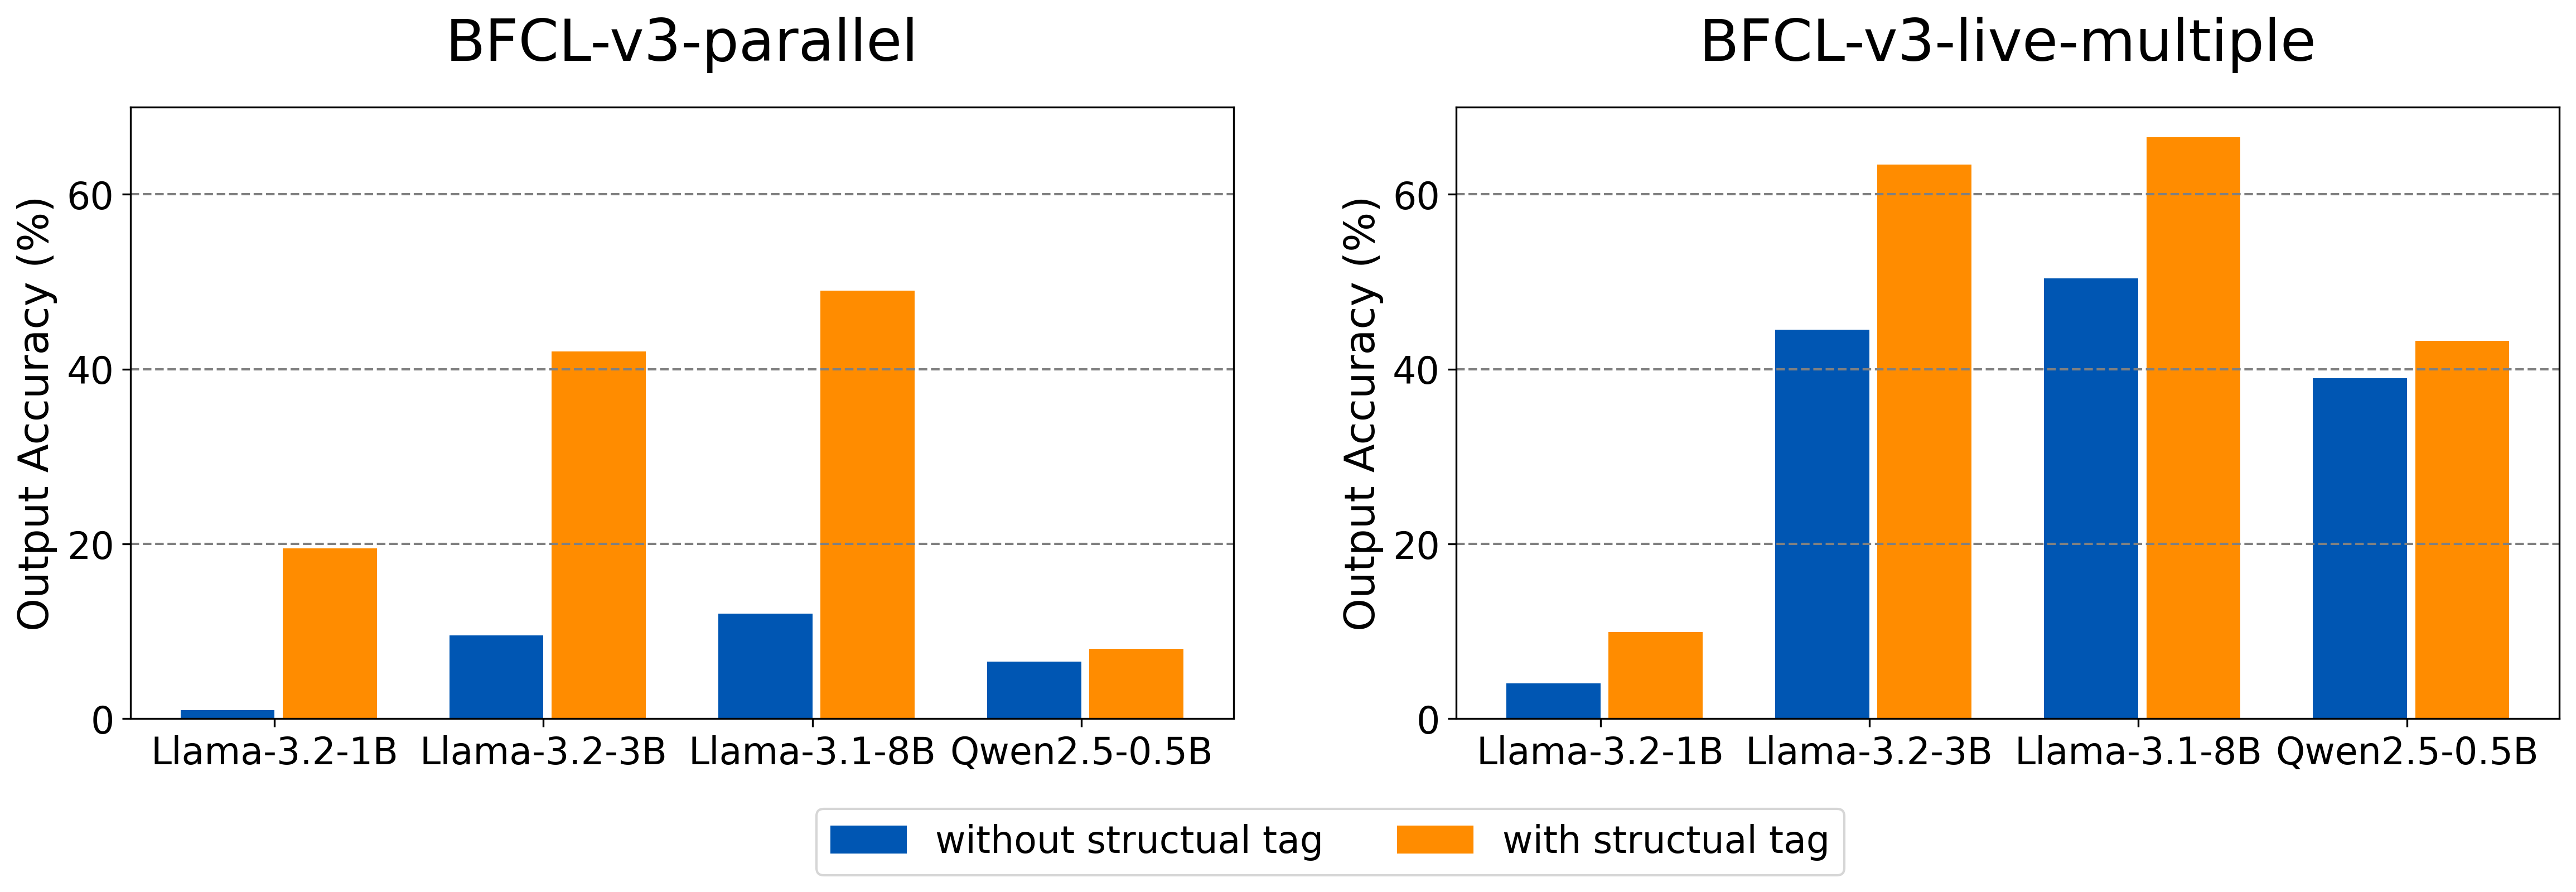 BFCL-v3-parallel
Output Accuracy (%)
60
40
20
0
Llama-3.2-1B
Llama-3.2-3B
Llama-3.1-8B
Qwen2.5-0.5B
BFCL-v3-live-multiple
Output Accuracy (%)
60
40
20
0
Llama-3.2-1B
Llama-3.2-3B
Llama-3.1-8B
Qwen2.5-0.5B
without structual tag
with structual tag